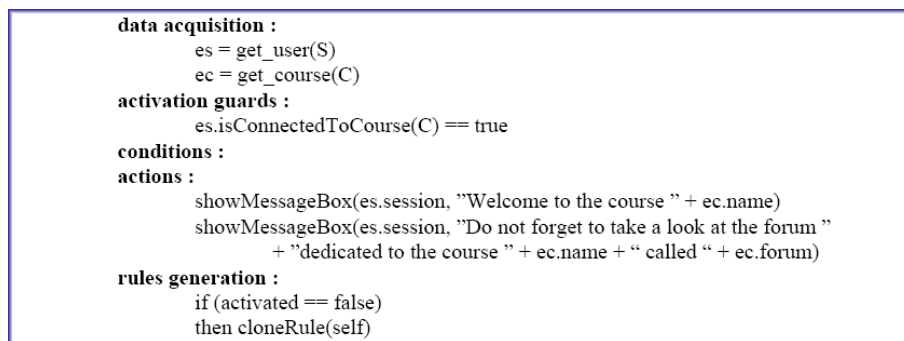 data acquisition :
es = get_user(S)
ec = get_course(C)
activation guards :
es.isConnectedToCourse(C) == true
conditions :
actions :
showMessageBox(es.session, ”Welcome to the course ” + ec.name)
showMessageBox(es.session, ”Do not forget to take a look at the forum ”
+ ”dedicated to the course ” + ec.name + “ called “ + ec.forum)
rules generation :
if (activated == false)
then cloneRule(self)